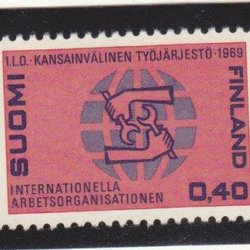 I.L.O. - KANSAINVÄLINEN TYÖJÄRJESTÖ - 1969
SUOMI
FINLAND
INTERNATIONELLA
ARBETSORGANISATIONEN
0,40